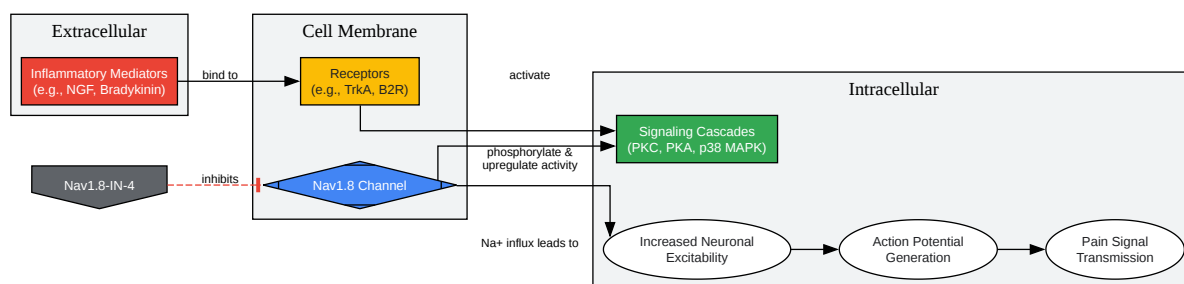 Extracellular
Inflammatory Mediators
(e.g., NGF, Bradykinin)
bind to
Cell Membrane
Receptors
(e.g., TrkA, B2R)
activate
Intracellular
Signaling Cascades
(PKC, PKA, p38 MAPK)
phosphorylate &
upregulate activity
Nav1.8-IN-4
inhibits
Nav1.8 Channel
Na+ influx leads to
Increased Neuronal
Excitability
Action Potential
Generation
Pain Signal
Transmission